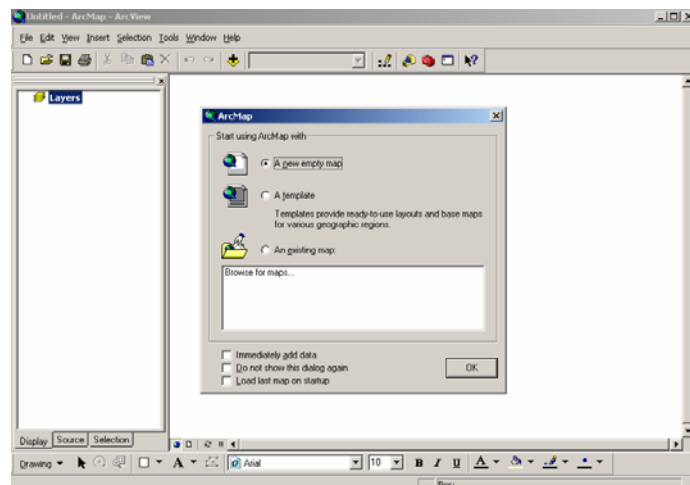 Untitled - ArcMap - ArcView
File Edit View Insert Selection Tools Window Help
Layers
ArcMap
Start using ArcMap with
A new empty map
A template
Templates provide ready-to-use layouts and base maps
for various geographic regions.
An existing map:
Browse for maps...
Immediately add data
Do not show this dialog again
Load last map on startup
OK
Display Source Selection
Drawing A Arial 10 B I U A